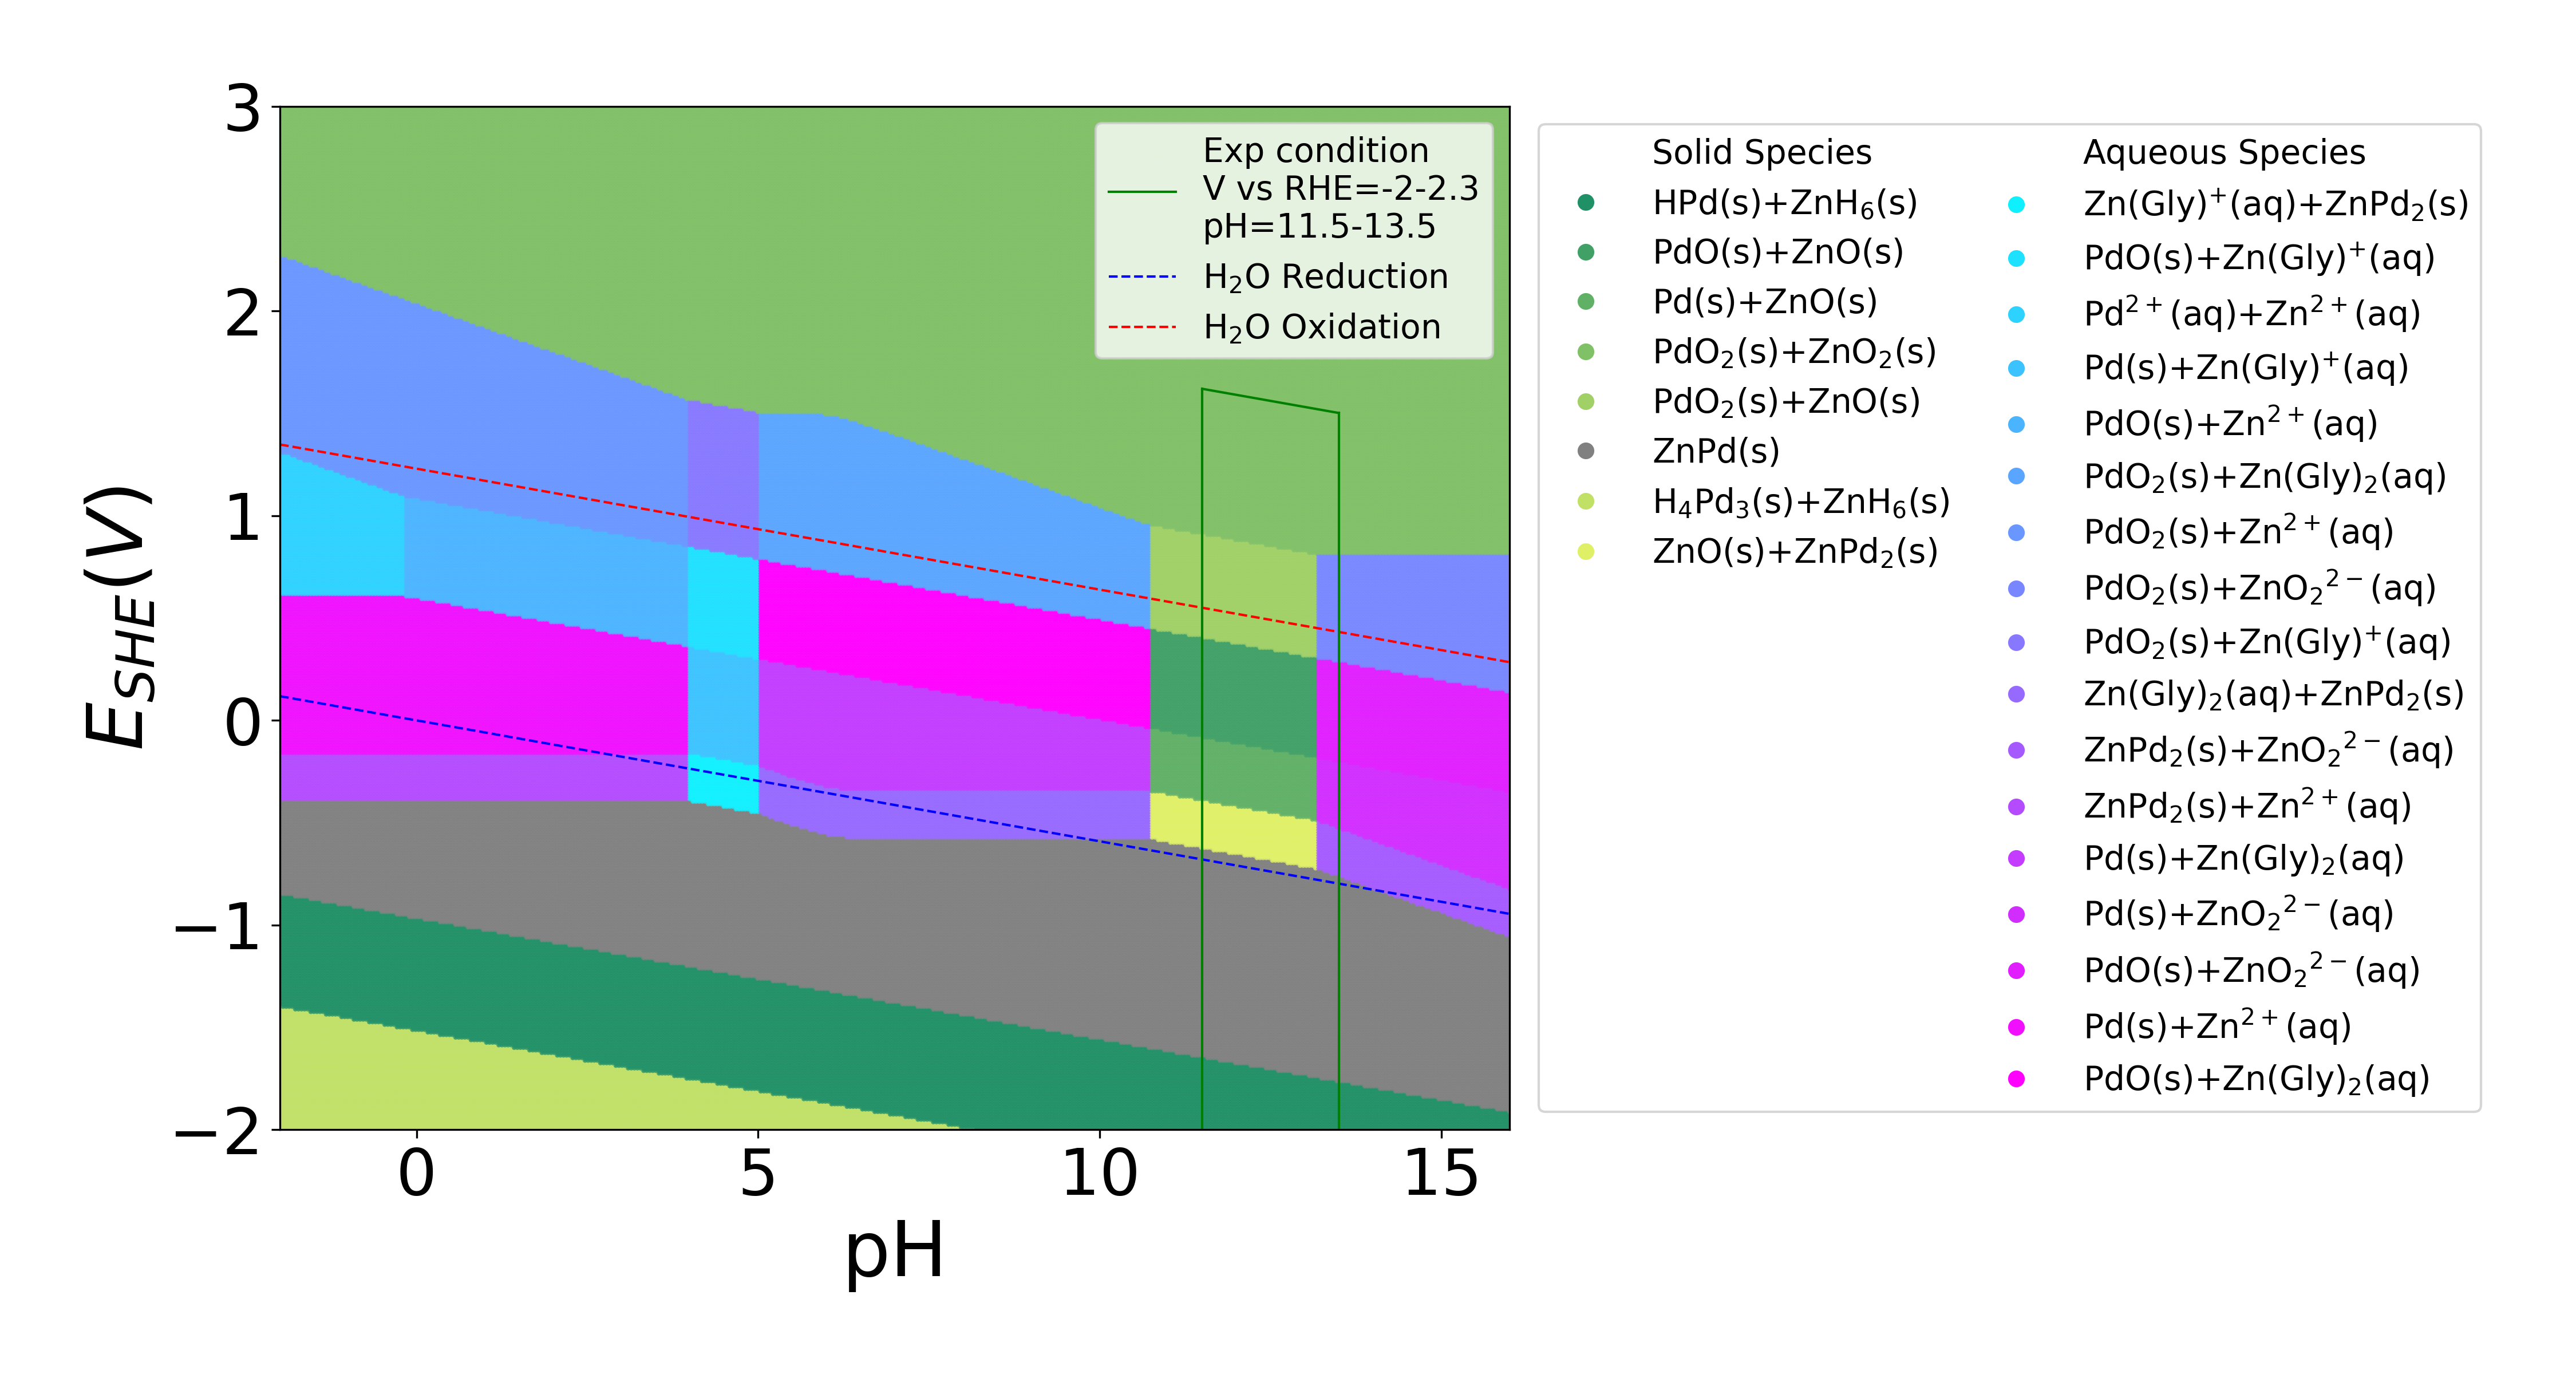 3
2
1
0
−1
−2
0
5
10
15
pH
E_SHE(V)
Exp condition
V vs RHE=-2-2.3
pH=11.5-13.5
H₂O Reduction
H₂O Oxidation
Solid Species
HPd(s)+ZnH₆(s)
PdO(s)+ZnO(s)
Pd(s)+ZnO(s)
PdO₂(s)+ZnO₂(s)
PdO₂(s)+ZnO(s)
ZnPd(s)
H₄Pd₃(s)+ZnH₆(s)
ZnO(s)+ZnPd₂(s)
Aqueous Species
Zn(Gly)⁺(aq)+ZnPd₂(s)
PdO(s)+Zn(Gly)⁺(aq)
Pd²⁺(aq)+Zn²⁺(aq)
Pd(s)+Zn(Gly)⁺(aq)
PdO(s)+Zn²⁺(aq)
PdO₂(s)+Zn(Gly)₂(aq)
PdO₂(s)+Zn²⁺(aq)
PdO₂(s)+ZnO₂²⁻(aq)
PdO₂(s)+Zn(Gly)⁺(aq)
Zn(Gly)₂(aq)+ZnPd₂(s)
ZnPd₂(s)+ZnO₂²⁻(aq)
ZnPd₂(s)+Zn²⁺(aq)
Pd(s)+Zn(Gly)₂(aq)
Pd(s)+ZnO₂²⁻(aq)
PdO(s)+ZnO₂²⁻(aq)
Pd(s)+Zn²⁺(aq)
PdO(s)+Zn(Gly)₂(aq)